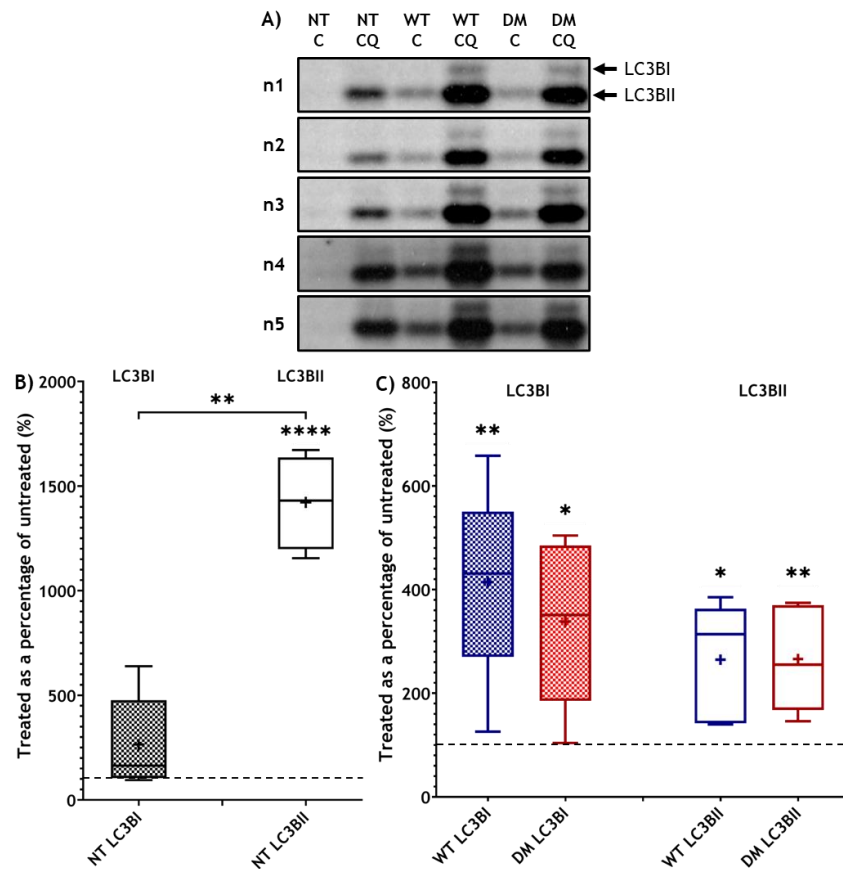 A) NT NT WT WT DM DM
C CQ C CQ C CQ
n1 LC3BI
LC3BII
n2
n3
n4
n5
B) LC3BI LC3BII
Treated as a percentage of untreated (%)
2000
1500
1000
500
0
**
****
NT LC3BI NT LC3BII
C) LC3BI LC3BII
Treated as a percentage of untreated (%)
800
600
400
200
0
**
*
*
**
WT LC3BI DM LC3BI WT LC3BII DM LC3BII